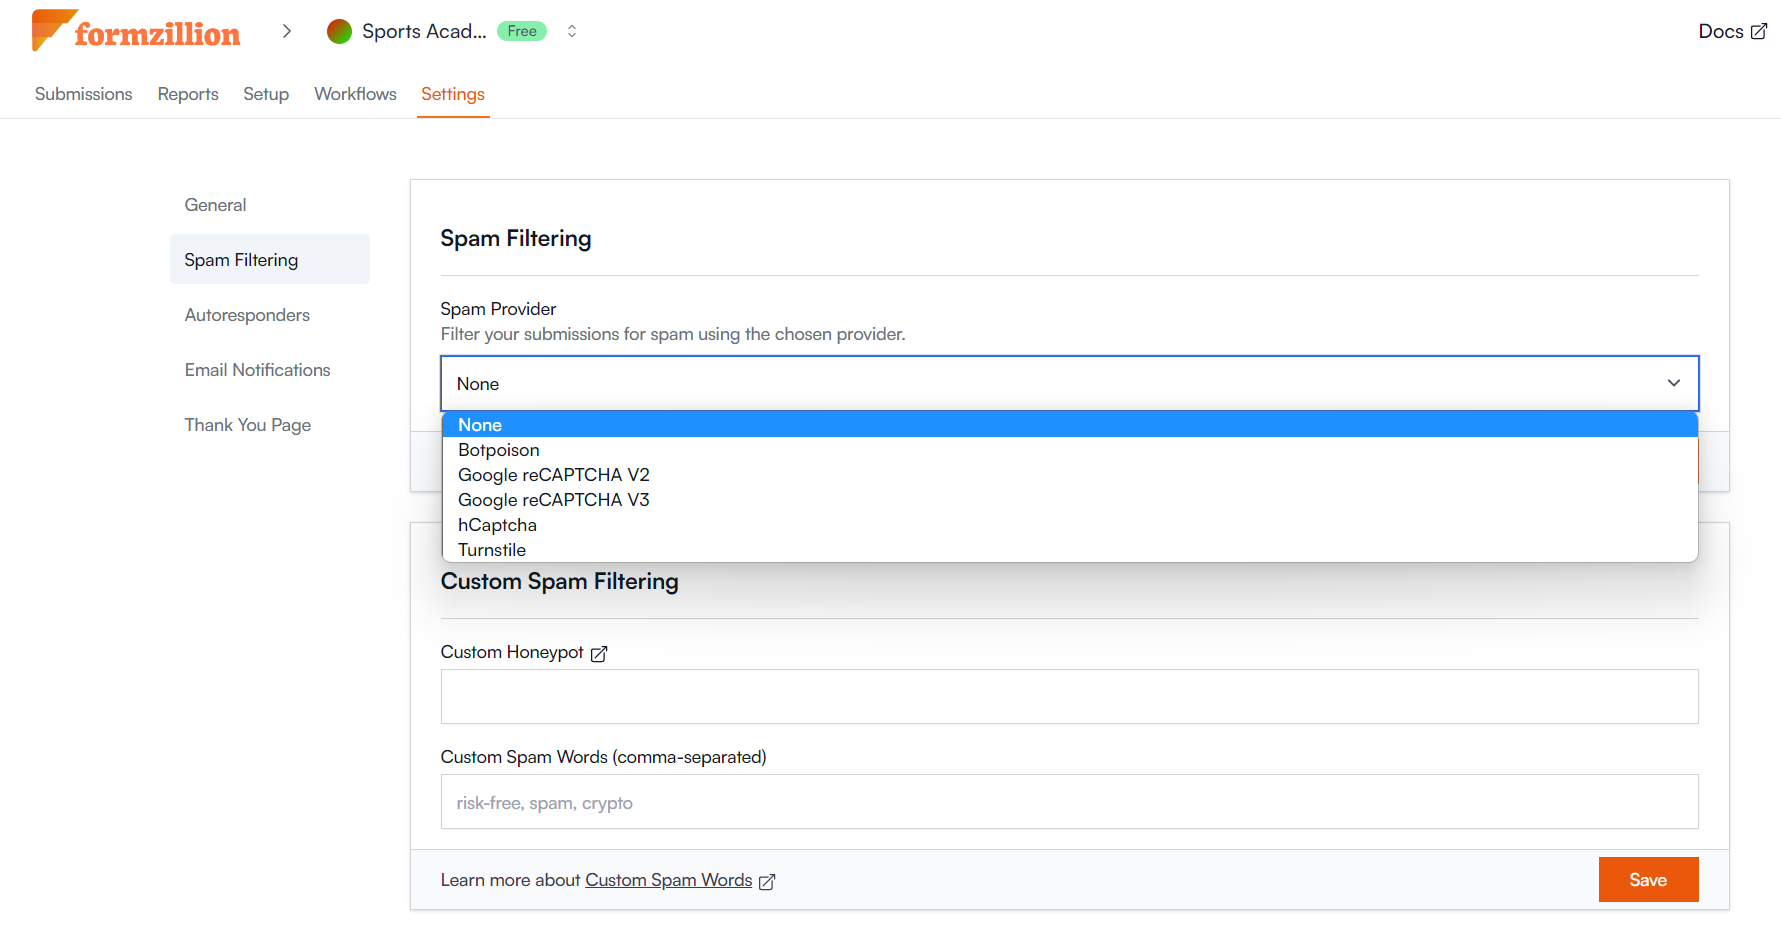 formzillion
Sports Acad... Free
Docs
Submissions Reports Setup Workflows Settings
General
Spam Filtering
Autoresponders
Email Notifications
Thank You Page
Spam Filtering
Spam Provider
Filter your submissions for spam using the chosen provider.
None
None
Botpoison
Google reCAPTCHA V2
Google reCAPTCHA V3
hCaptcha
Turnstile
Custom Spam Filtering
Custom Honeypot
Custom Spam Words (comma-separated)
risk-free, spam, crypto
Learn more about Custom Spam Words
Save